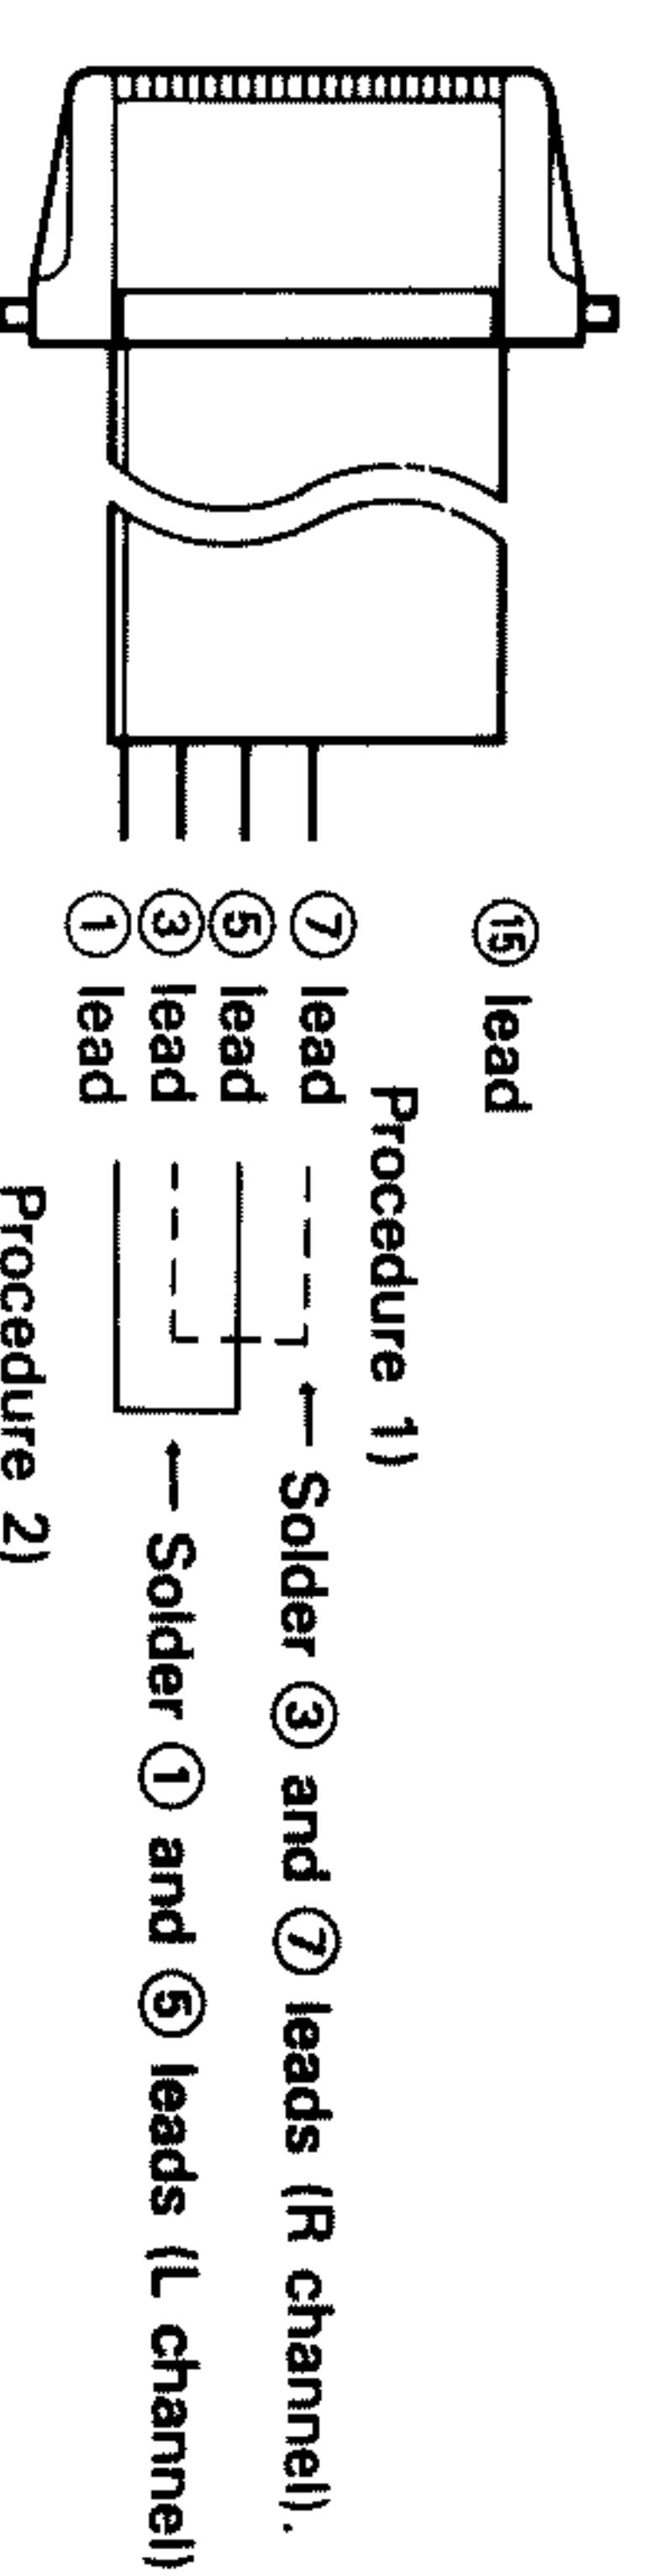 ⑮ lead
Procedure 1)
⑦ lead ← Solder ③ and ⑦ leads (R channel).
⑤ lead
③ lead ← Solder ① and ⑤ leads (L channel)
① lead
Procedure 2)